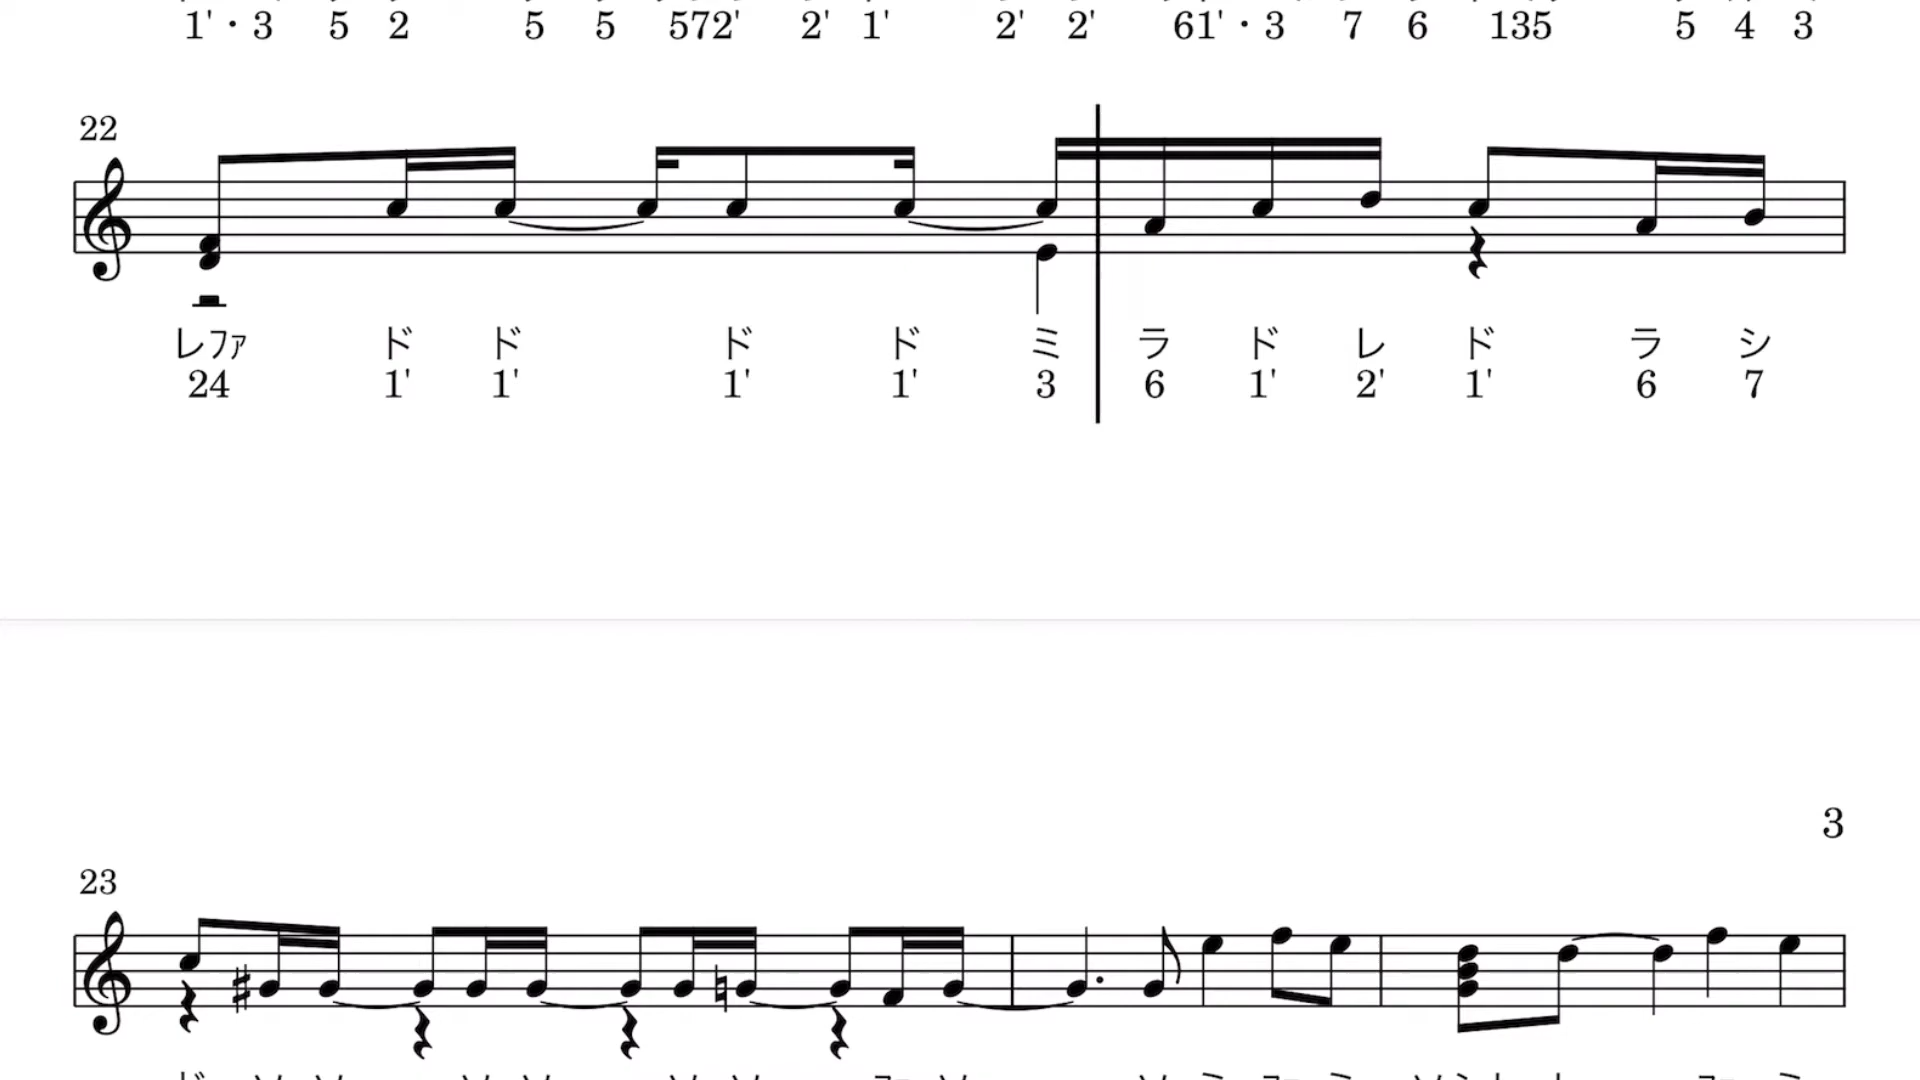 1'・3 5 2 5 5 572' 2' 1' 2' 2' 61'・3 7 6 135 5 4 3
22
レファ ド ド ド ド ミ ラ ド レ ド ラ シ
24 1' 1' 1' 1' 3 6 1' 2' 1' 6 7
3
23